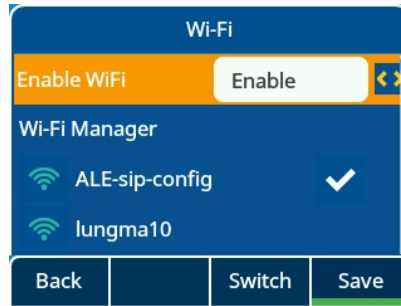 Wi-Fi
Enable WiFi Enable < >
Wi-Fi Manager
ALE-sip-config
lungma10
Back Switch Save